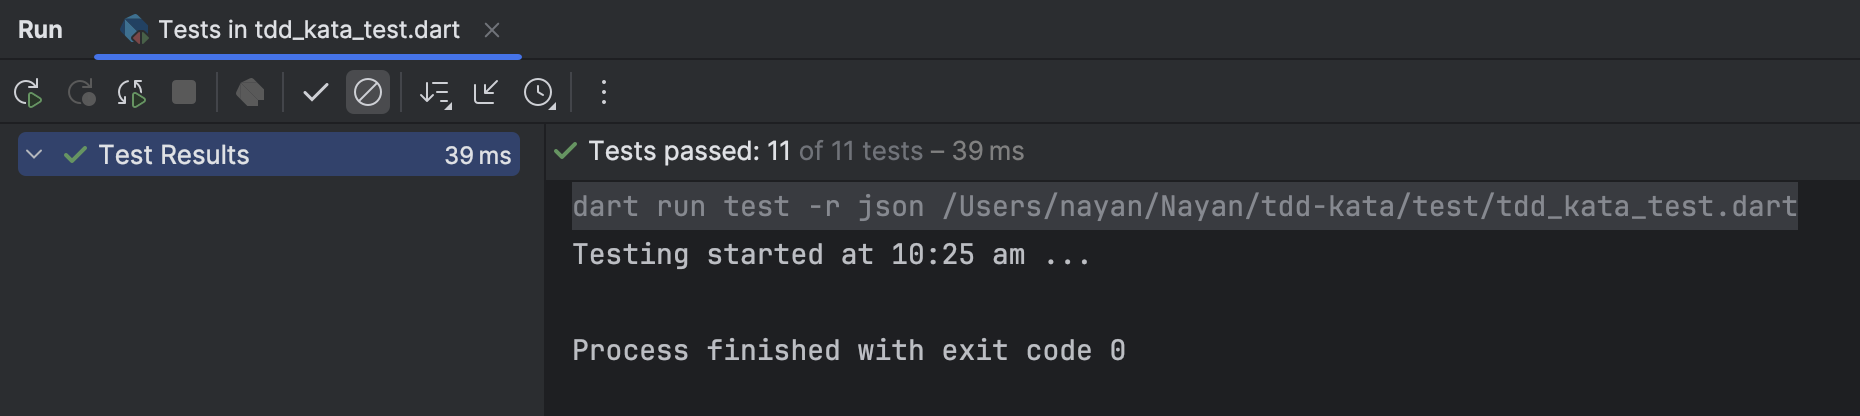 Run
Tests in tdd_kata_test.dart
Test Results 39 ms
Tests passed: 11 of 11 tests – 39 ms
dart run test -r json /Users/nayan/Nayan/tdd-kata/test/tdd_kata_test.dart
Testing started at 10:25 am ...
Process finished with exit code 0